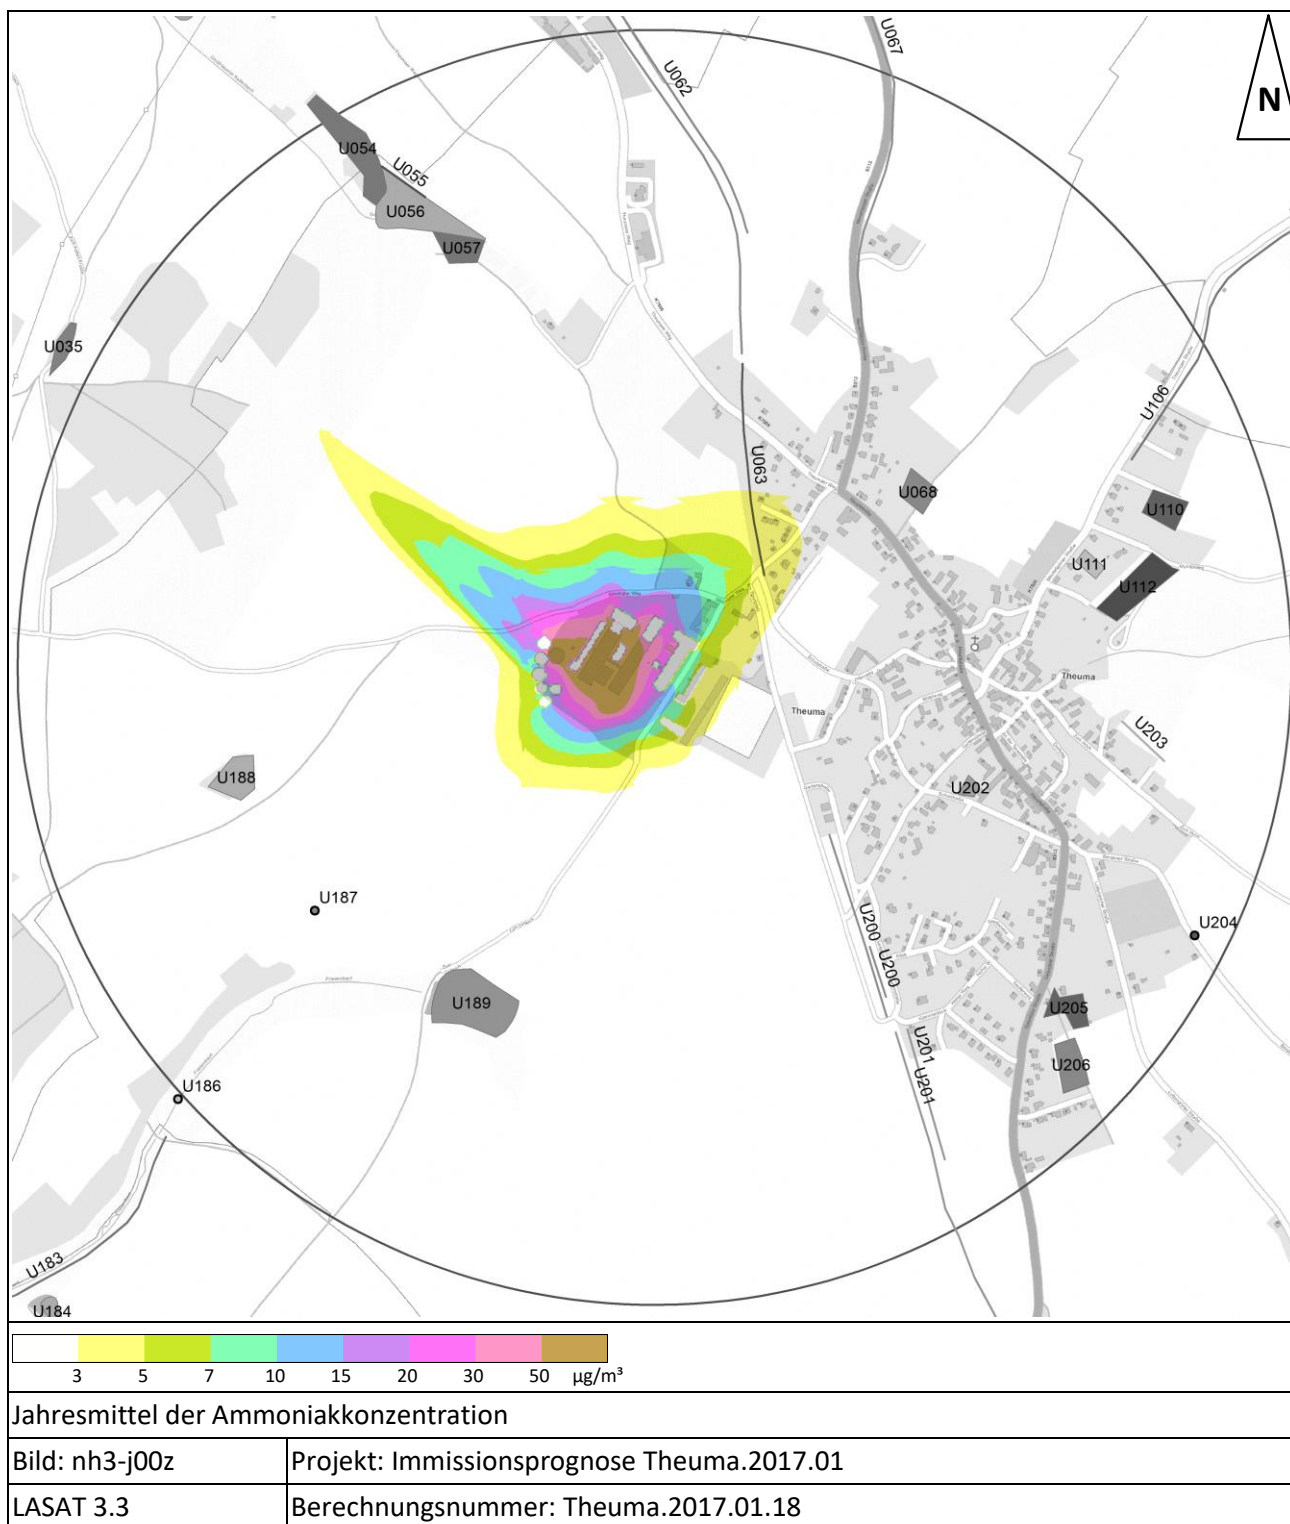 U067
U062
N
U054
U055
U056
U057
U035
U106
U063
U068
U110
U111
U112
Theuma
Theuma
U203
U188
U202
U187
U200
U204
U200
U189
U205
U201
U206
U201
U186
U183
U184
3 5 7 10 15 20 30 50 µg/m³
Jahresmittel der Ammoniakkonzentration
Bild: nh3-j00z Projekt: Immissionsprognose Theuma.2017.01
LASAT 3.3 Berechnungsnummer: Theuma.2017.01.18